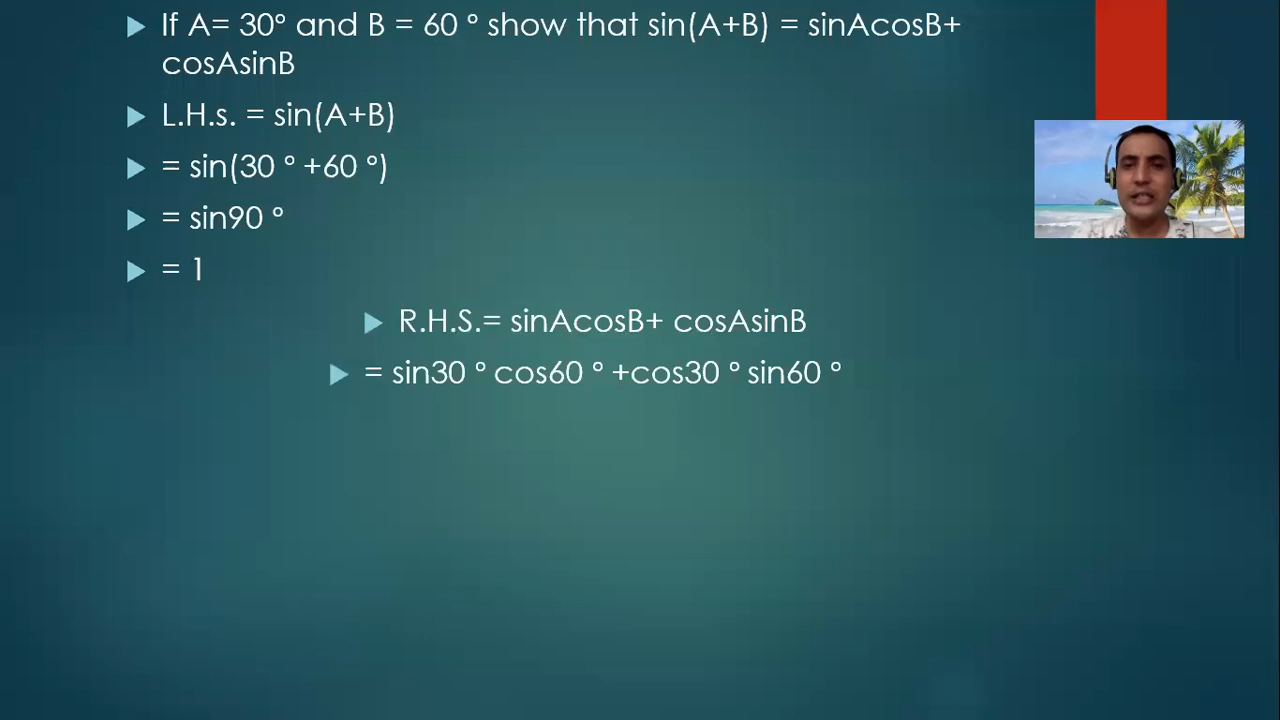 If A= 30° and B = 60 ° show that sin(A+B) = sinAcosB+
cosAsinB
L.H.s. = sin(A+B)
= sin(30 ° +60 °)
= sin90 °
= 1
R.H.S.= sinAcosB+ cosAsinB
= sin30 ° cos60 ° +cos30 ° sin60 °